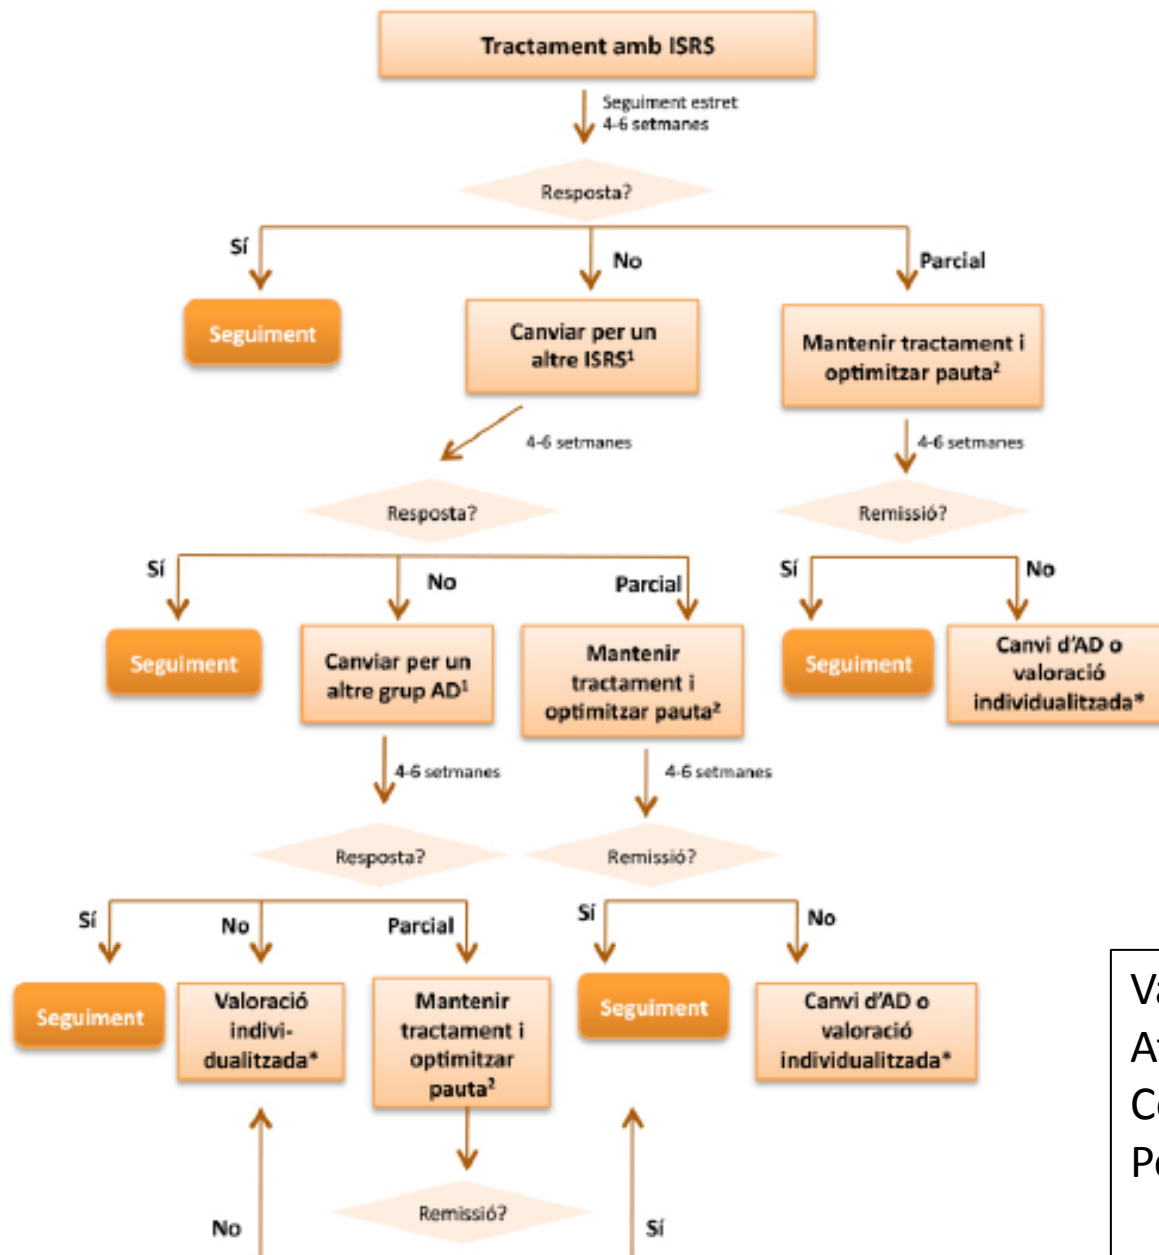 Tractament amb ISRS
Seguiment estret
4-6 setmanes
Resposta?
Sí
No
Parcial
Seguiment
Canviar per un
altre ISRS¹
Mantenir tractament i
optimitzar pauta²
4-6 setmanes
4-6 setmanes
Resposta?
Remissió?
Sí
No
Parcial
Sí
No
Seguiment
Canviar per un
altre grup AD¹
Mantenir
tractament i
optimitzar pauta²
Seguiment
Canvi d'AD o
valoració
individualitzada*
4-6 setmanes
4-6 setmanes
Resposta?
Remissió?
Sí
No
Parcial
Sí
No
Seguiment
Valoració
indivi-
dualitzada*
Mantenir
tractament i
optimitzar
pauta²
Seguiment
Canvi d'AD o
valoració
individualitzada*
Remissió?
No
Sí